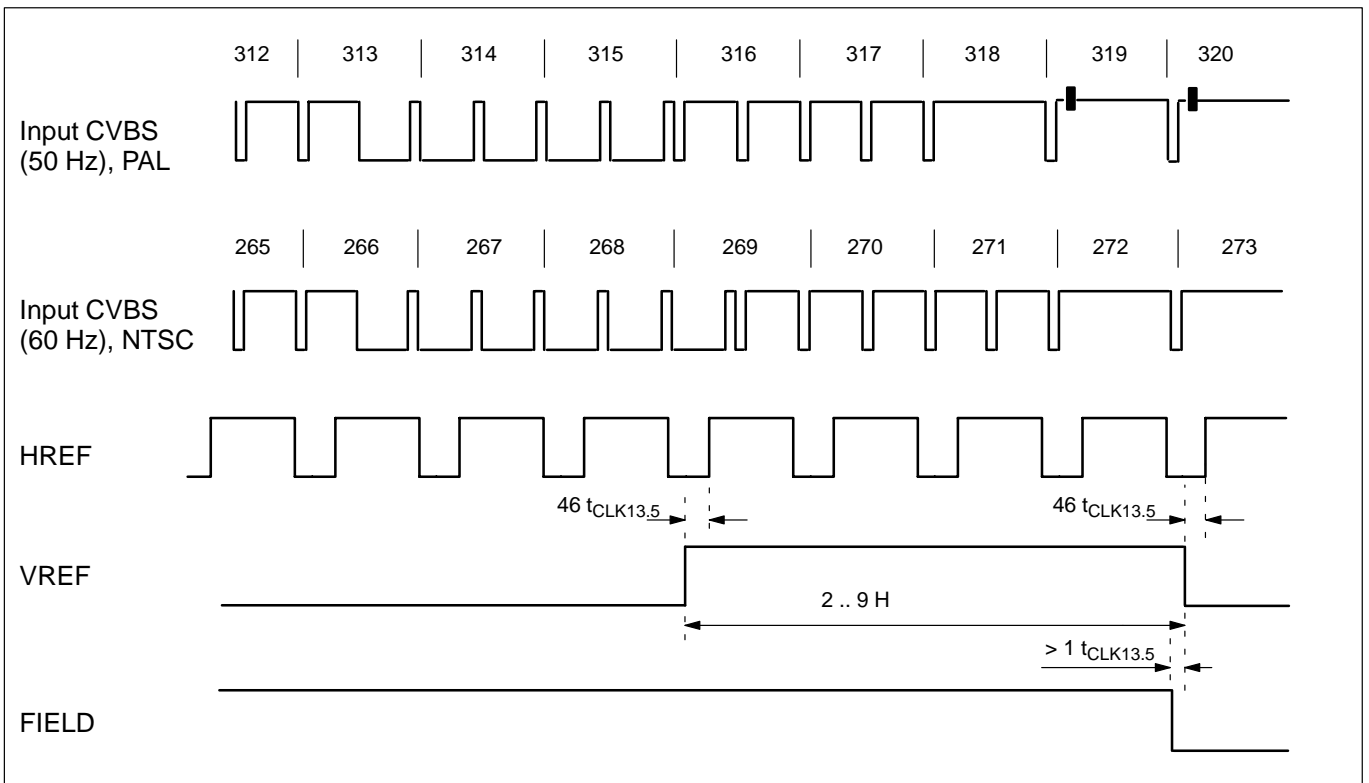 312 313 314 315 316 317 318 319 320
Input CVBS
(50 Hz), PAL
265 266 267 268 269 270 271 272 273
Input CVBS
(60 Hz), NTSC
HREF
46 tCLK13.5 46 tCLK13.5
VREF
2 .. 9 H
> 1 tCLK13.5
FIELD